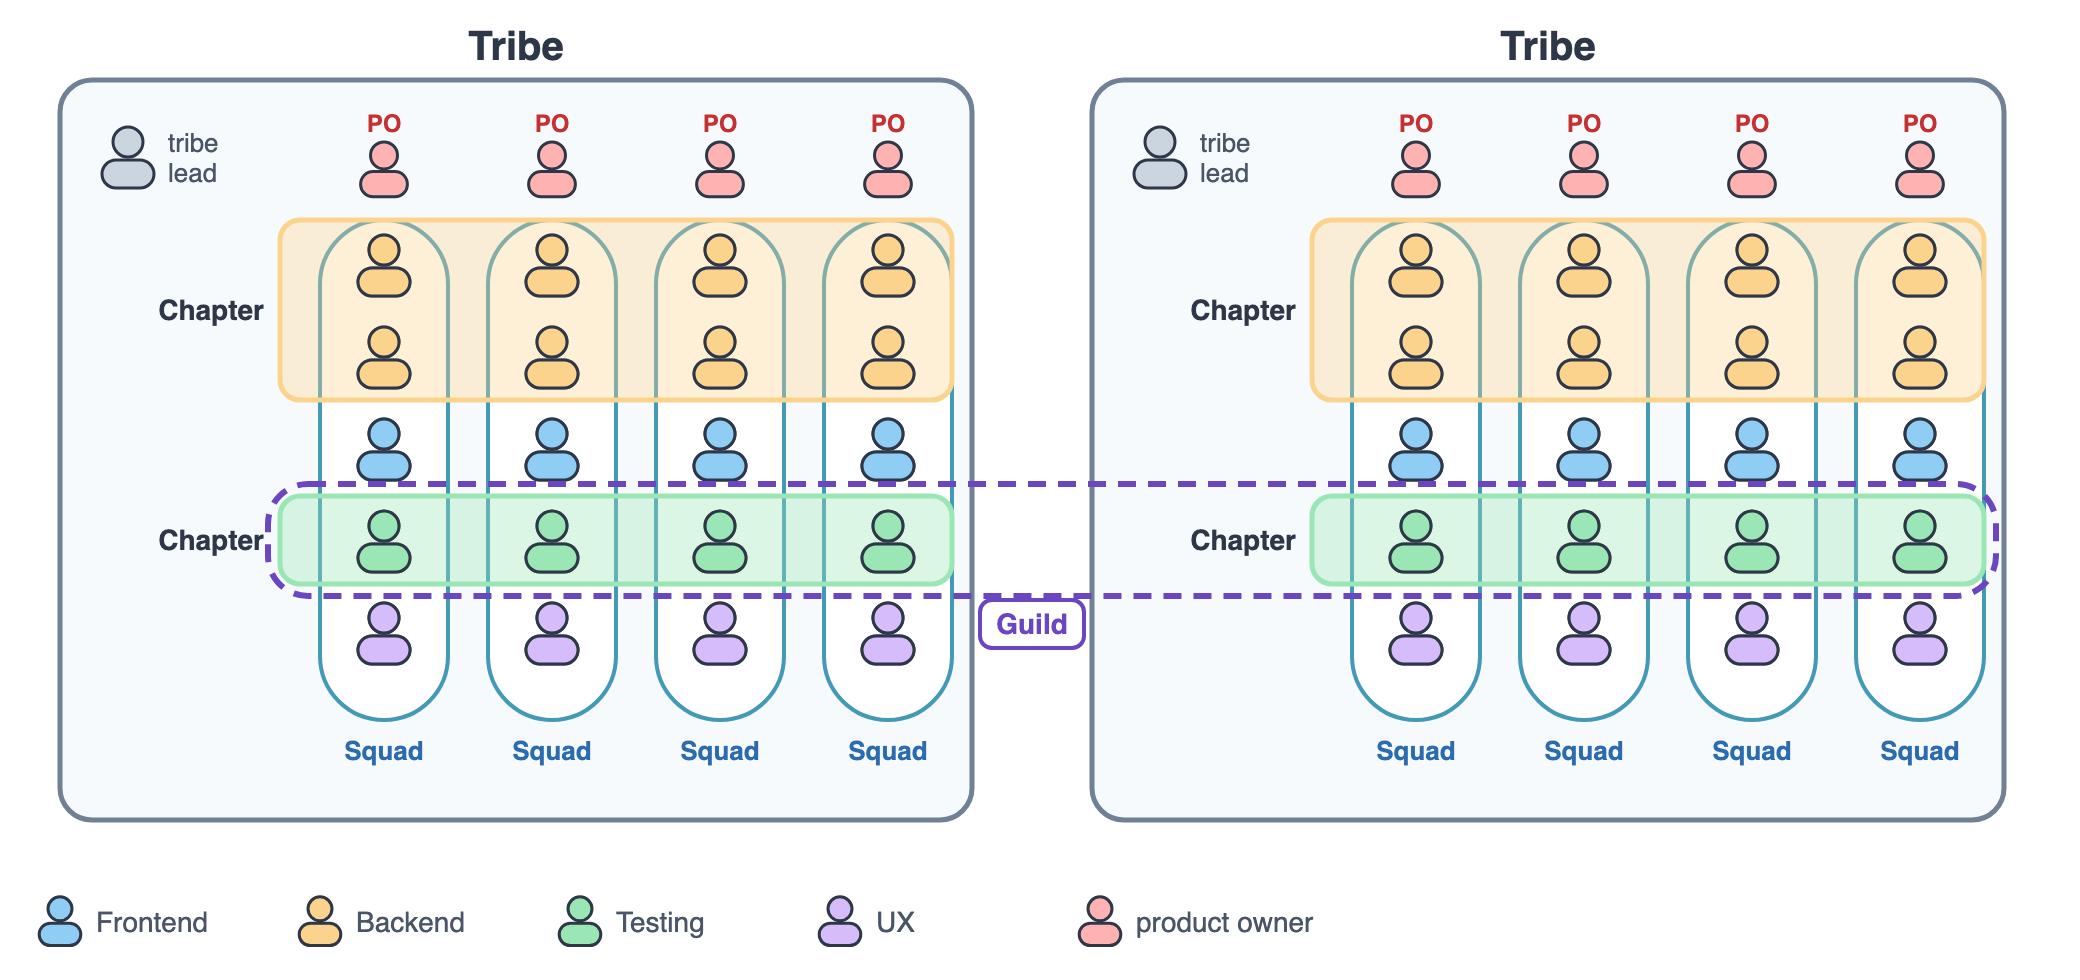 Tribe
Tribe
tribe
lead
PO
PO
PO
PO
tribe
lead
PO
PO
PO
PO
Chapter
Chapter
Chapter
Chapter
Guild
Squad
Squad
Squad
Squad
Squad
Squad
Squad
Squad
Frontend
Backend
Testing
UX
product owner